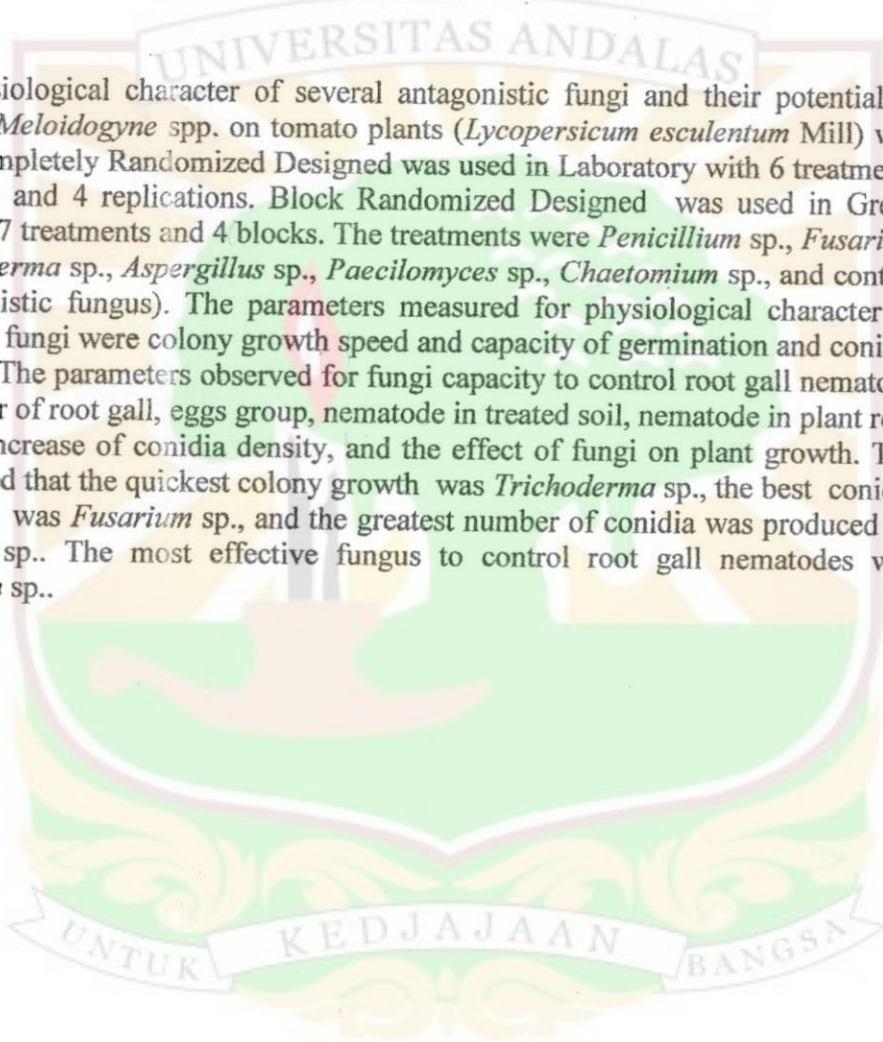 UNIVERSITAS ANDALAS
iological character of several antagonistic fungi and their potential
Meloidogyne spp. on tomato plants (Lycopersicum esculentum Mill) v
mpletely Randomized Designed was used in Laboratory with 6 treatme
and 4 replications. Block Randomized Designed was used in Gre
7 treatments and 4 blocks. The treatments were Penicillium sp., Fusari
erma sp., Aspergillus sp., Paecilomyces sp., Chaetomium sp., and cont
istic fungus). The parameters measured for physiological character
fungi were colony growth speed and capacity of germination and coni
The parameters observed for fungi capacity to control root gall nemato
r of root gall, eggs group, nematode in treated soil, nematode in plant r
ncrease of conidia density, and the effect of fungi on plant growth. T
d that the quickest colony growth was Trichoderma sp., the best coni
was Fusarium sp., and the greatest number of conidia was produced
sp.. The most effective fungus to control root gall nematodes v
sp..
UNTUK KEDJAJAAN BANGSA